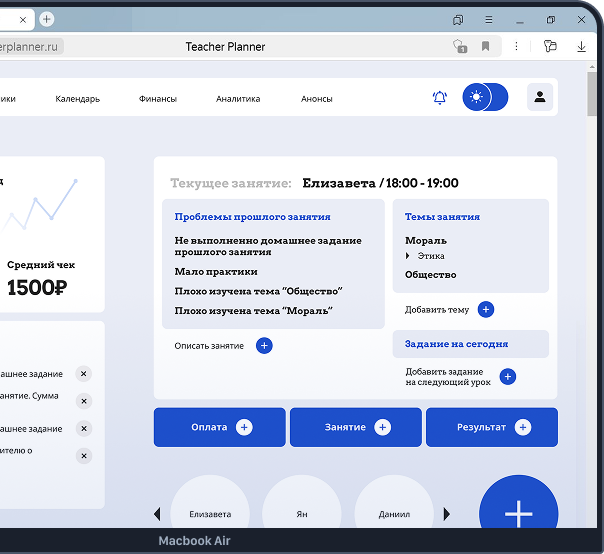 erplanner.ru
Teacher Planner
1
ики Календарь Финансы Аналитика Анонсы
Средний чек
1500₽
ашнее задание
анятие. Сумма
ашнее задание
ителю о
Текущее занятие: Елизавета / 18:00 - 19:00
Проблемы прошлого занятия
Не выполненно домашнее задание
прошлого занятия
Мало практики
Плохо изучена тема “Общество”
Плохо изучена тема “Мораль”
Описать занятие
Темы занятия
Мораль
Этика
Общество
Добавить тему
Задание на сегодня
Добавить задание
на следующий урок
Оплата Занятие Результат
Елизавета Ян Даниил
Macbook Air